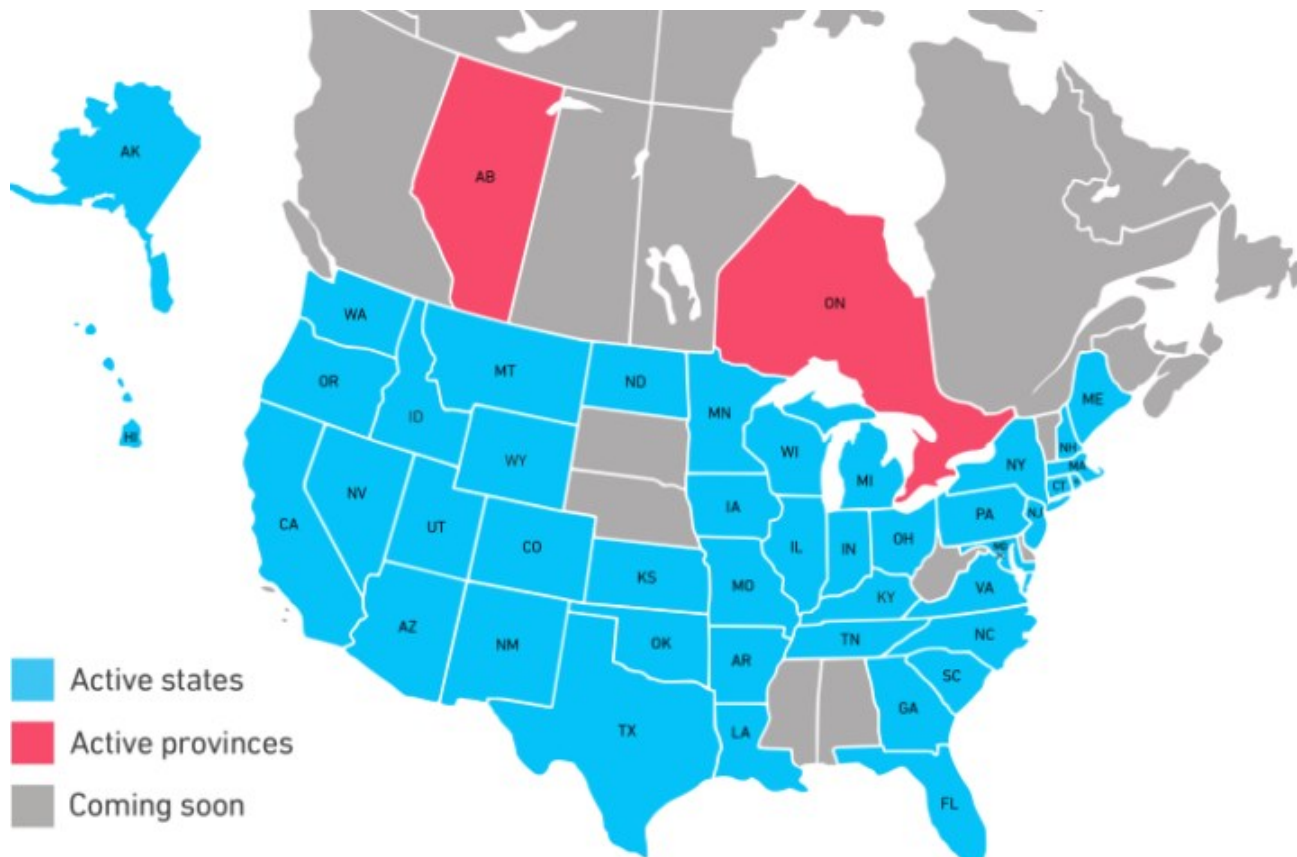 AK
AB
ON
WA
MT
ND
MN
ME
OR
ID
WI
NH
HI
WY
MI
NY
MA
CT
NV
IA
PA
NJ
CA
UT
CO
IL
IN
OH
KS
MO
KY
VA
AZ
NM
OK
TN
NC
AR
SC
GA
TX
LA
FL
Active states
Active provinces
Coming soon